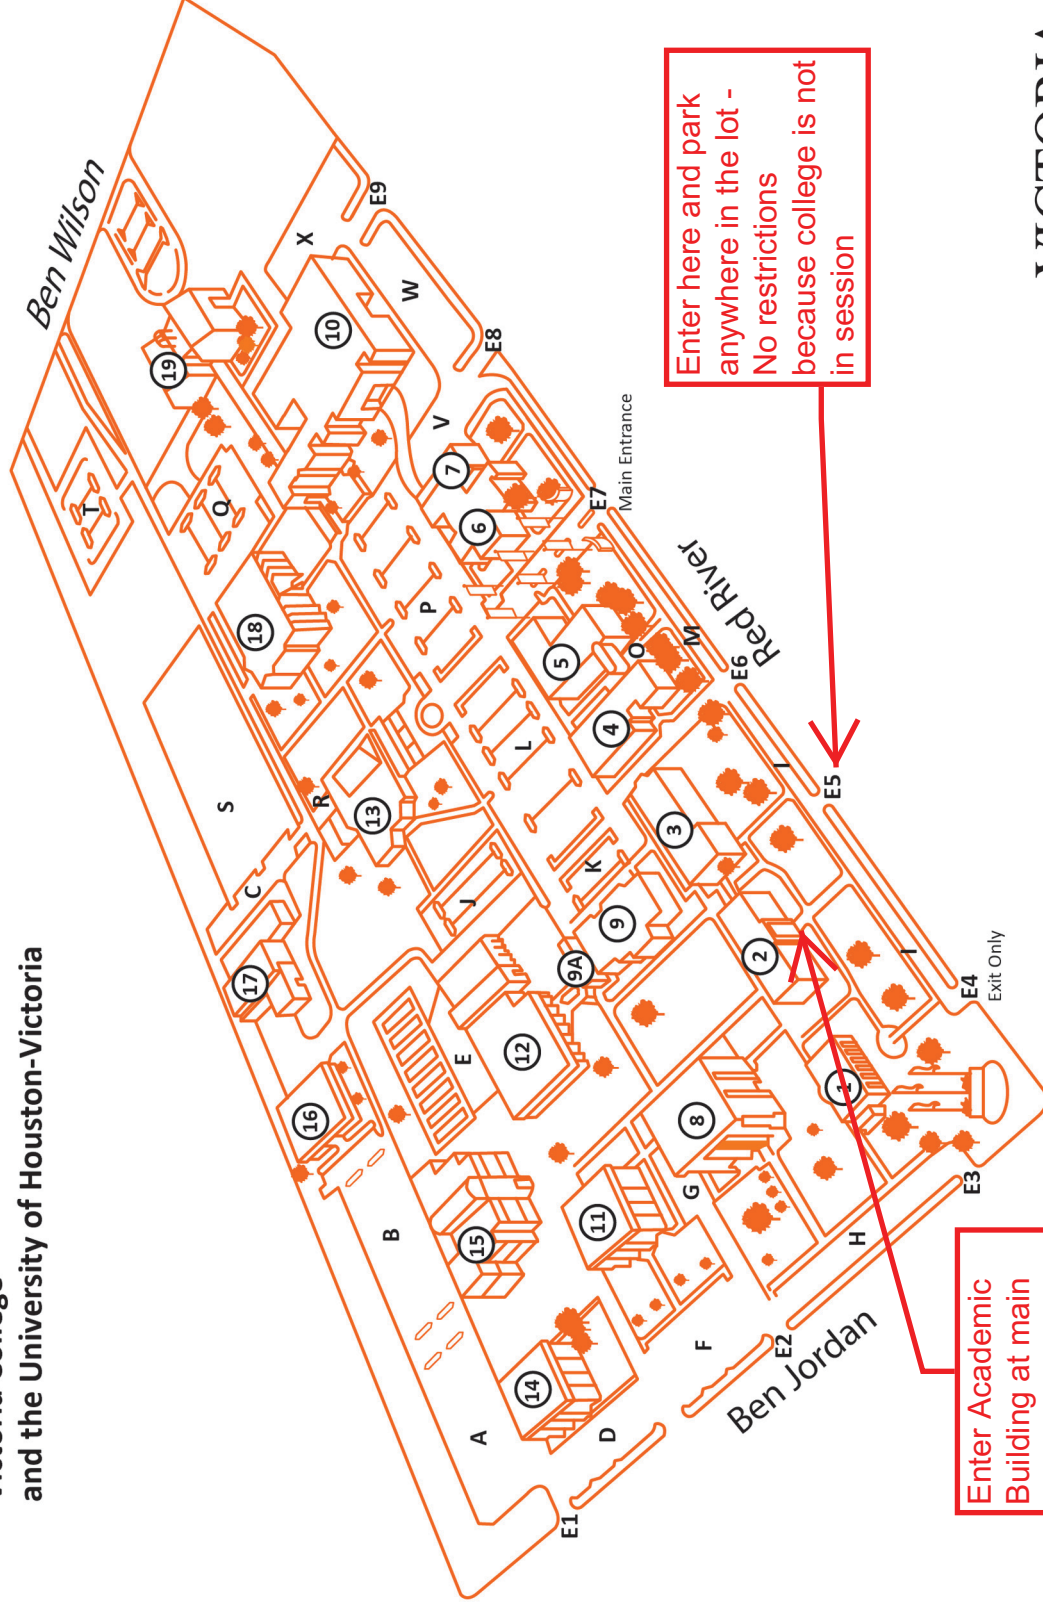 Victoria College
and the University of Houston-Victoria
Ben Wilson
T
19
Q
S
C
17
18
X
E9
16
R
10
W
13
B
P
V
7
E8
J
E
15
A
6
L
12
5
9A
K
9
E7
Main Entrance
14
4
O
M
Red River
E6
11
3
D
G
8
2
I
E5
E1
F
1
I
E4
Exit Only
H
E2
E3
Ben Jordan
Enter here and park
anywhere in the lot -
No restrictions
because college is not
in session
Enter Academic
Building at main
VICTORIA